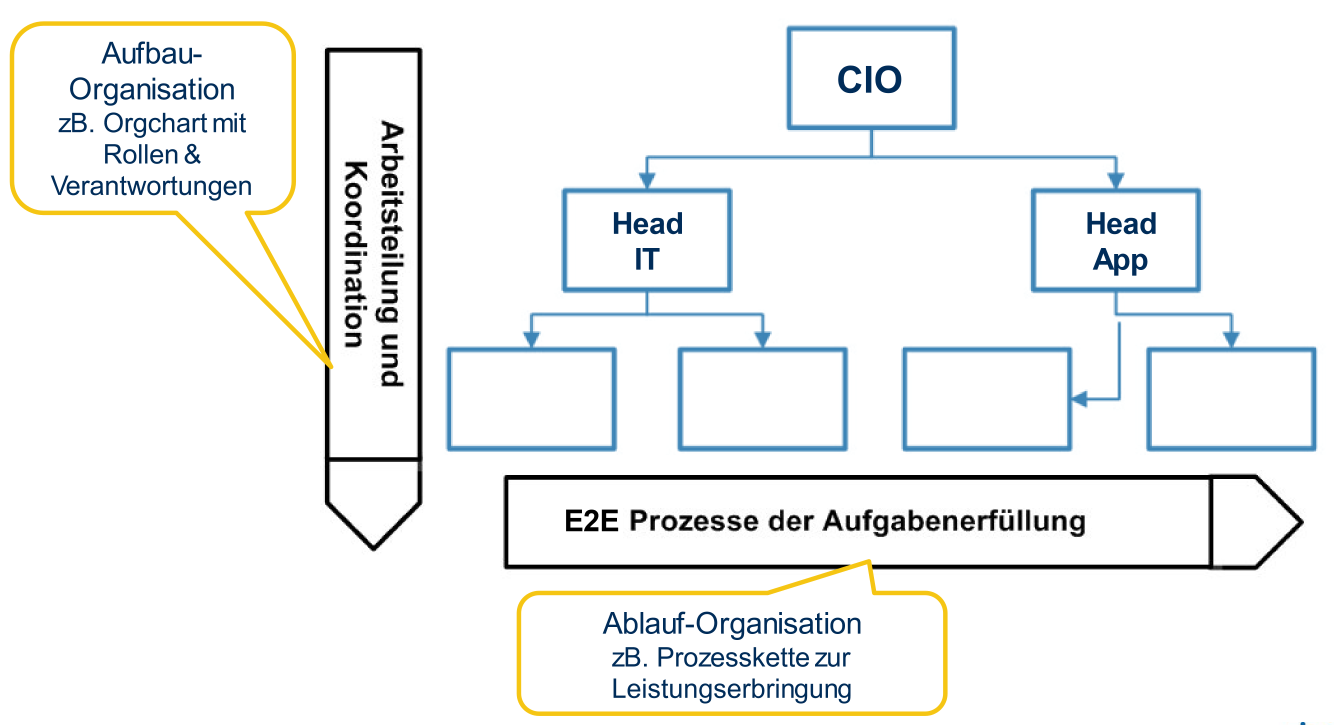 Aufbau-
Organisation
zB. Orgchart mit
Rollen &
Verantwortungen
Arbeitsteilung und
Koordination
CIO
Head
IT
Head
App
E2E Prozesse der Aufgabenerfüllung
Ablauf-Organisation
zB. Prozesskette zur
Leistungserbringung